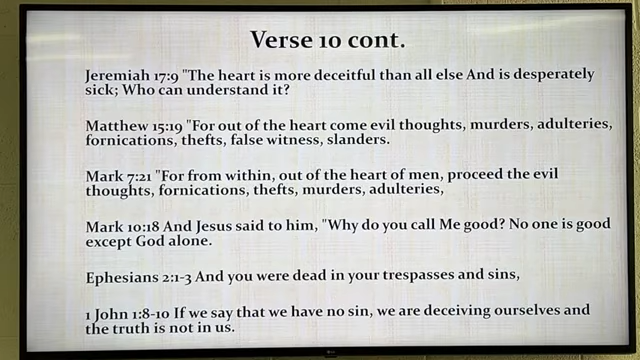 Verse 10 cont.
Jeremiah 17:9 "The heart is more deceitful than all else And is desperately
sick; Who can understand it?
Matthew 15:19 "For out of the heart come evil thoughts, murders, adulteries,
fornications, thefts, false witness, slanders.
Mark 7:21 "For from within, out of the heart of men, proceed the evil
thoughts, fornications, thefts, murders, adulteries,
Mark 10:18 And Jesus said to him, "Why do you call Me good? No one is good
except God alone.
Ephesians 2:1-3 And you were dead in your trespasses and sins,
1 John 1:8-10 If we say that we have no sin, we are deceiving ourselves and
the truth is not in us.